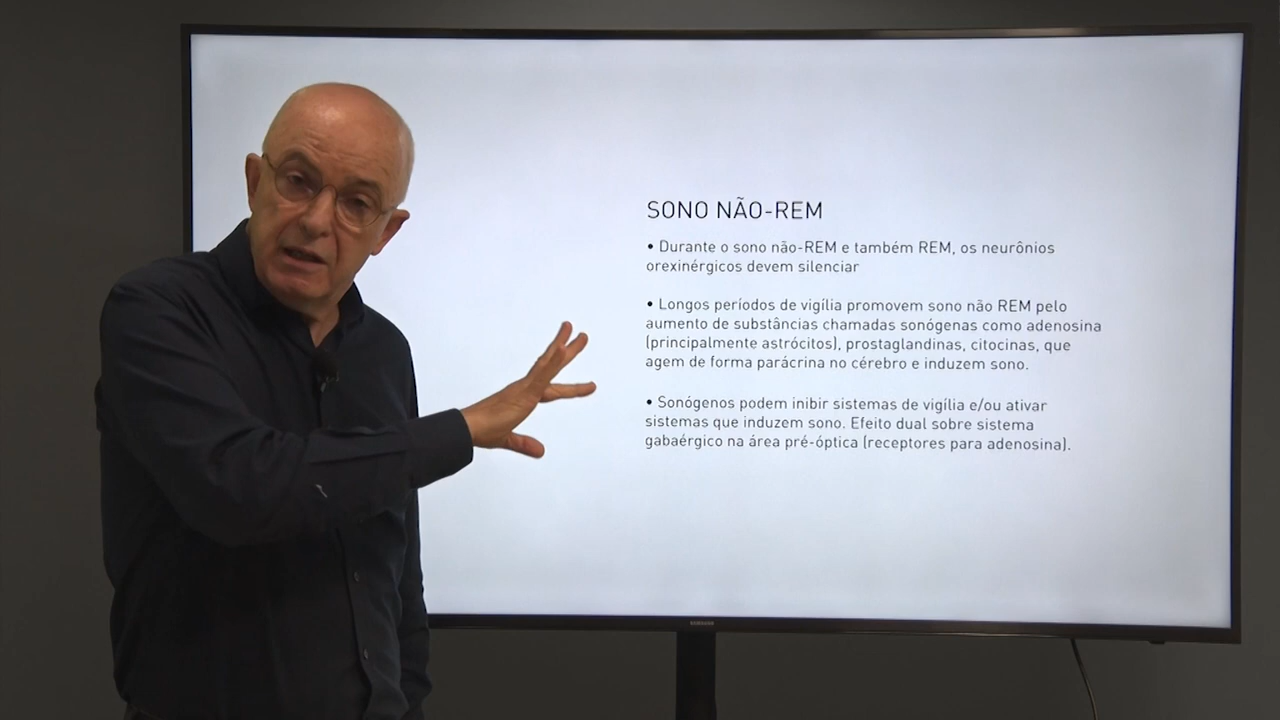 SONO NÃO-REM
• Durante o sono não-REM e também REM, os neurônios
orexinérgicos devem silenciar
• Longos períodos de vigília promovem sono não REM pelo
aumento de substâncias chamadas sonógenas como adenosina
(principalmente astrócitos), prostaglandinas, citocinas, que
agem de forma parácrina no cérebro e induzem sono.
• Sonógenos podem inibir sistemas de vigília e/ou ativar
sistemas que induzem sono. Efeito dual sobre sistema
gabaérgico na área pré-óptica (receptores para adenosina).